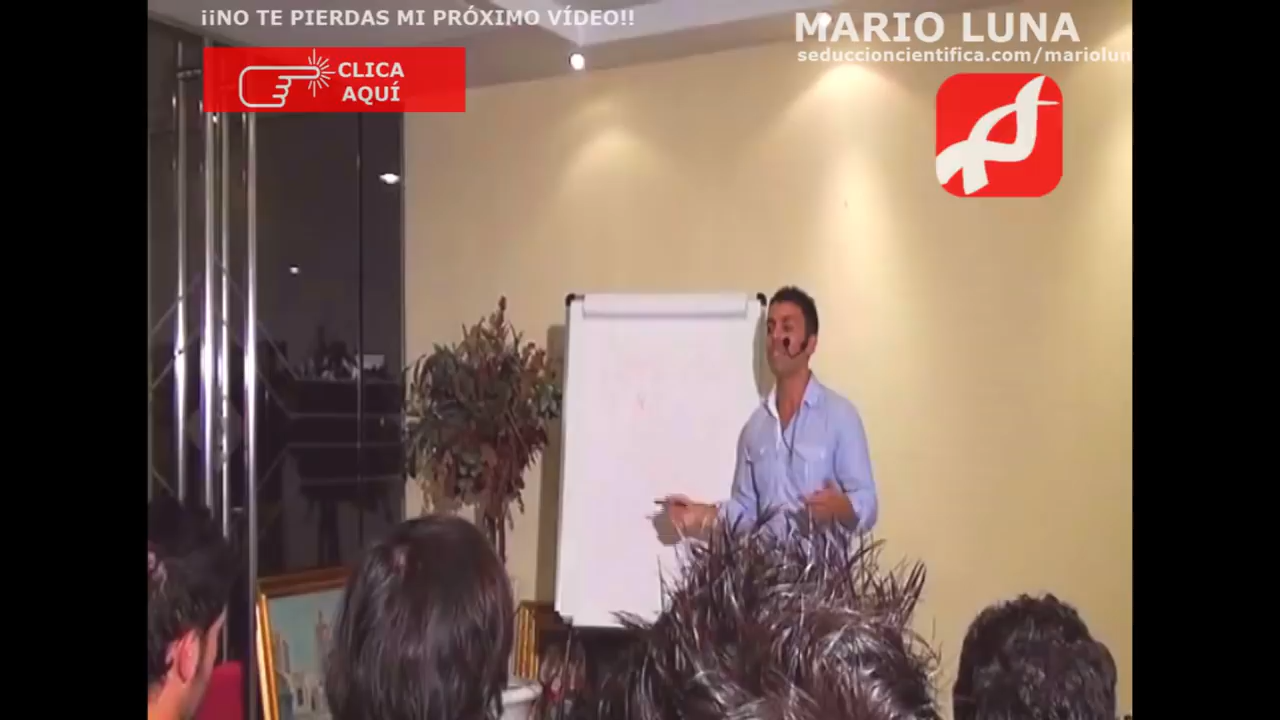 ¡¡NO TE PIERDAS MI PRÓXIMO VÍDEO!!
CLICA
AQUÍ
MARIO LUNA
seduccioncientifica.com/mariolun